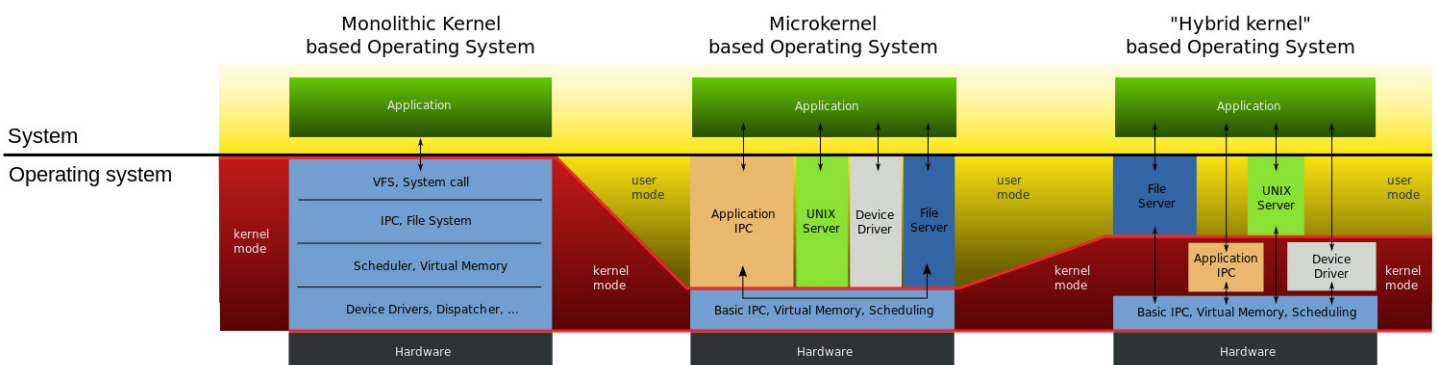 Monolithic Kernel
based Operating System
Microkernel
based Operating System
"Hybrid kernel"
based Operating System
Application
Application
Application
System
Operating system
kernel
mode
VFS, System call
IPC, File System
Scheduler, Virtual Memory
Device Drivers, Dispatcher, ...
Hardware
user
mode
kernel
mode
Application
IPC
UNIX
Server
Device
Driver
File
Server
Basic IPC, Virtual Memory, Scheduling
Hardware
user
mode
kernel
mode
File
Server
UNIX
Server
Application
IPC
Device
Driver
Basic IPC, Virtual Memory, Scheduling
Hardware
user
mode
kernel
mode